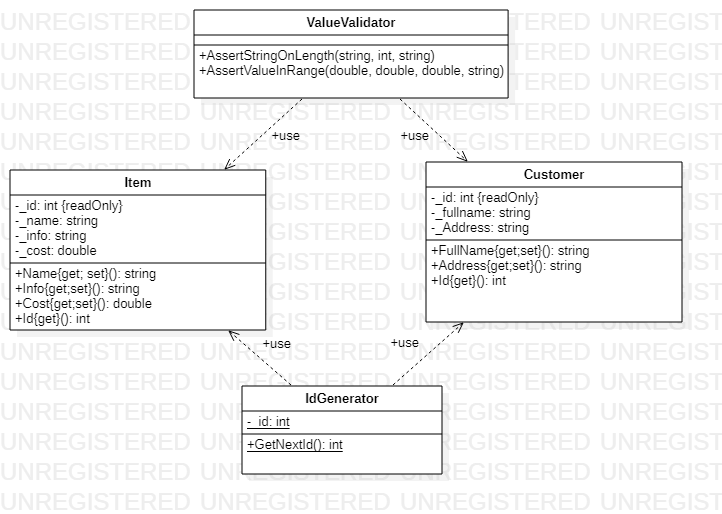 ValueValidator
+AssertStringOnLength(string, int, string)
+AssertValueInRange(double, double, double, string)
+use
+use
Item
-_id: int {readOnly}
-_name: string
-_info: string
-_cost: double
+Name{get; set}(): string
+Info{get;set}(): string
+Cost{get;set}(): double
+Id{get}(): int
Customer
-_id: int {readOnly}
-_fullname: string
-_Address: string
+FullName{get;set}(): string
+Address{get;set}(): string
+Id{get}(): int
+use
+use
IdGenerator
-_id: int
+GetNextId(): int
UNREGISTERED